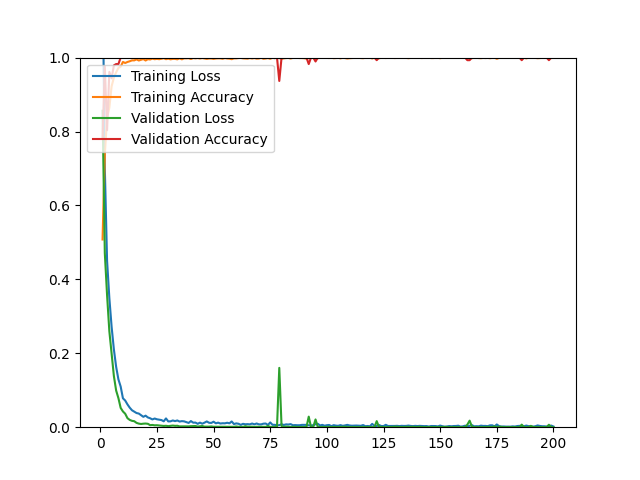 Training Loss
Training Accuracy
Validation Loss
Validation Accuracy
1.0
0.8
0.6
0.4
0.2
0.0
0 25 50 75 100 125 150 175 200